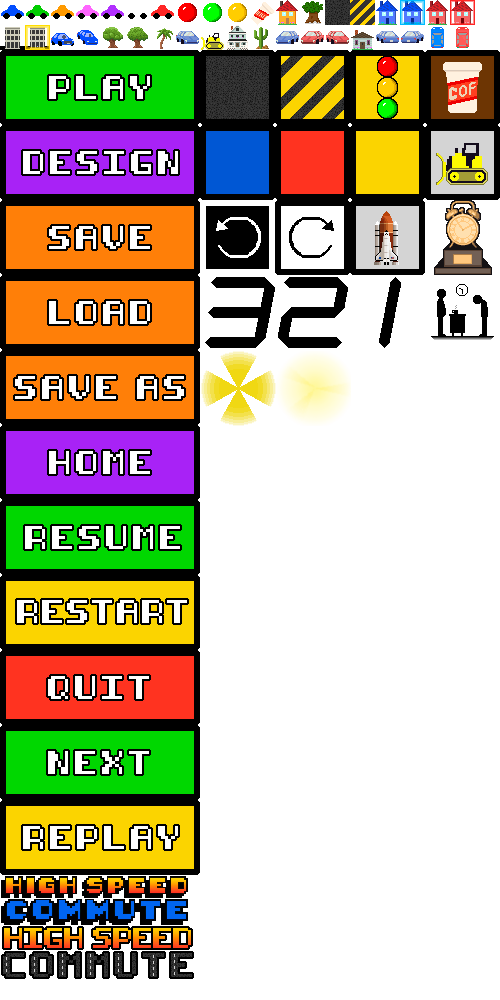 PLAY
COF
DESIGN
SAVE
LOAD
321
SAVE AS
HOME
RESUME
RESTART
QUIT
NEXT
REPLAY
HIGH SPEED
COMMUTE
HIGH SPEED
COMMUTE